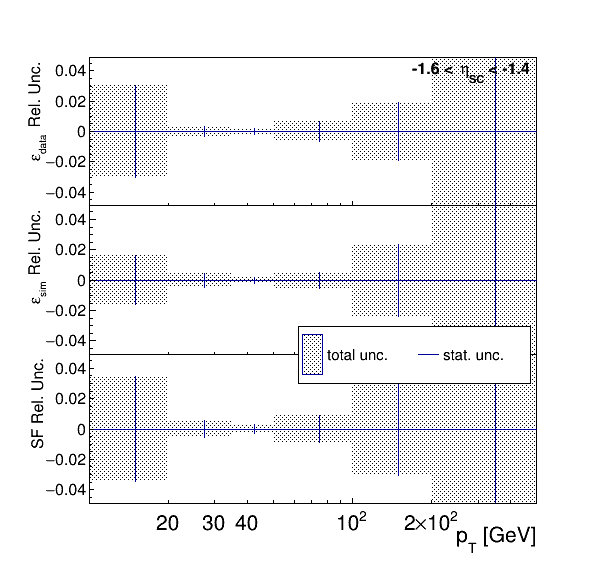 -1.6 < η_SC < -1.4
ε_data Rel. Unc.
0.04
0.02
0
−0.02
−0.04
ε_sim Rel. Unc.
0.04
0.02
0
−0.02
−0.04
total unc. stat. unc.
SF Rel. Unc.
0.04
0.02
0
−0.02
−0.04
20 30 40 10² 2×10²
p_T [GeV]